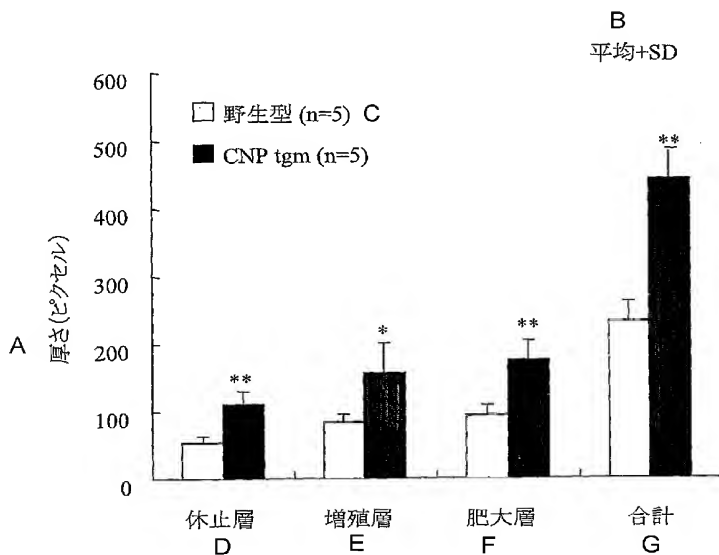 B
平均+SD
600
500
400
300
200
100
0
A
厚さ(ピクセル)
野生型 (n=5) C
CNP tgm (n=5)
**
*
**
**
休止層
増殖層
肥大層
合計
D
E
F
G